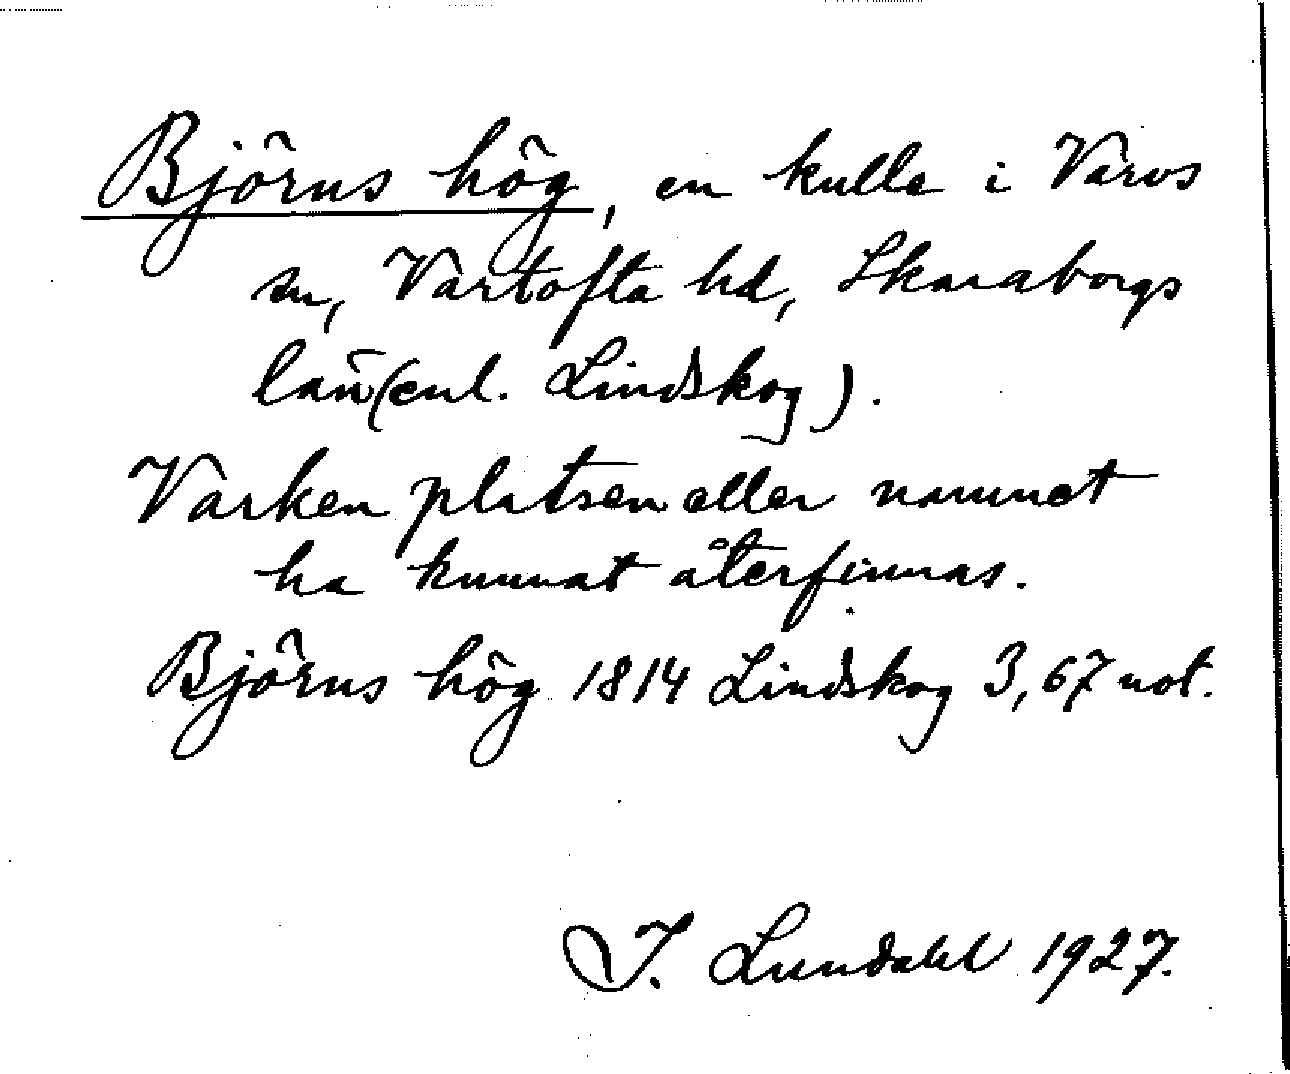 Björns hög, en kulle i Varvs
sn, Vartofta hd, Skaraborgs
län (enl. Lindskog).
Varken platsen eller namnet
ha kunnat återfinnas.
Björns hög 1814 Lindskog 3,67 not.
I. Lundahl 1927.